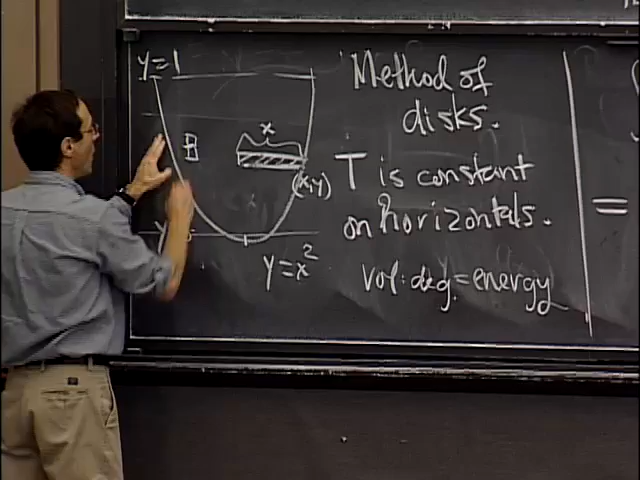 y=1
Method of
disks.
x
(x,y)
T is constant
on horizontals.
y=x²
vol·deg=energy
=